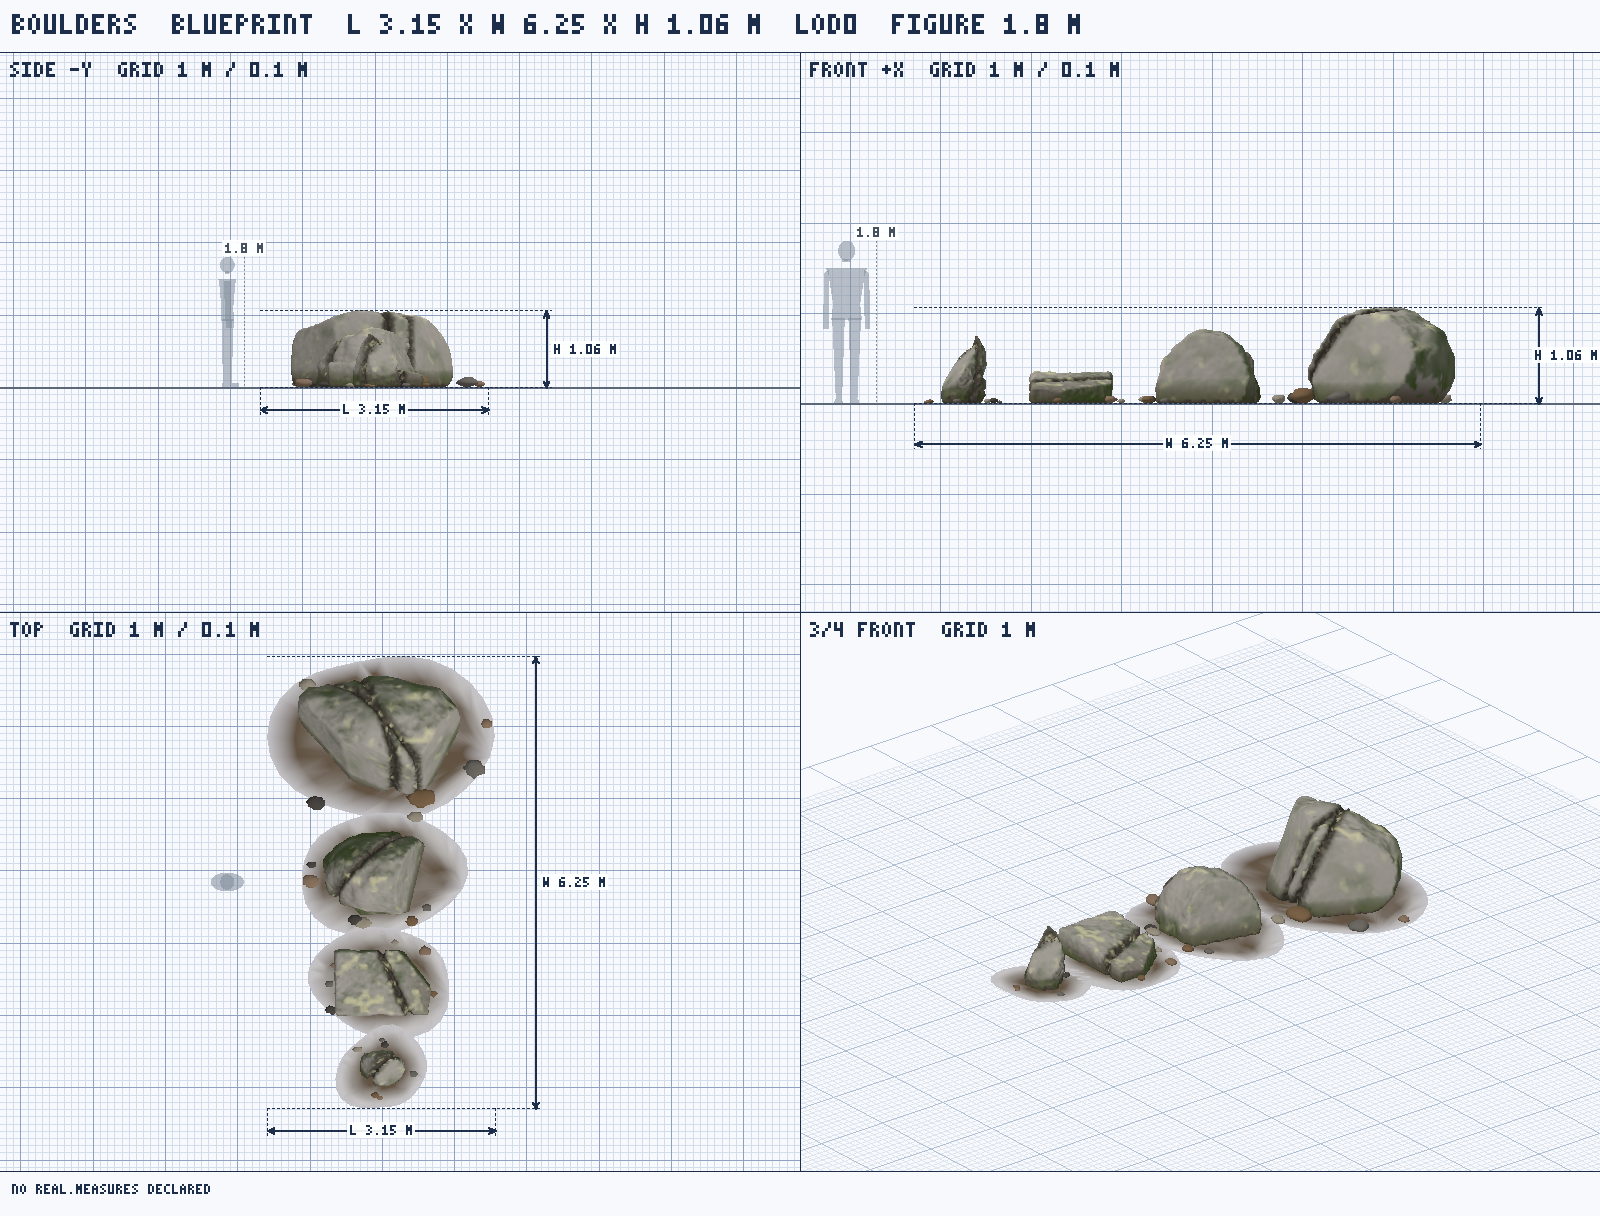 BOULDERS BLUEPRINT L 3.15 X W 6.25 X H 1.06 M LOD0 FIGURE 1.8 M
SIDE -Y GRID 1 M / 0.1 M
1.8 M
H 1.06 M
L 3.15 M
FRONT +X GRID 1 M / 0.1 M
1.8 M
H 1.06 M
W 6.25 M
TOP GRID 1 M / 0.1 M
W 6.25 M
L 3.15 M
3/4 FRONT GRID 1 M
NO REAL.MEASURES DECLARED